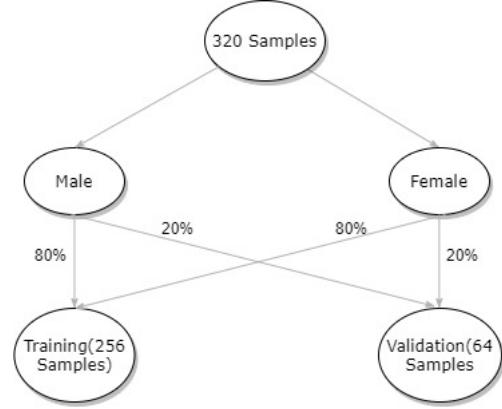 320 Samples
Male
Female
80%
20%
80%
20%
Training(256
Samples)
Validation(64
Samples